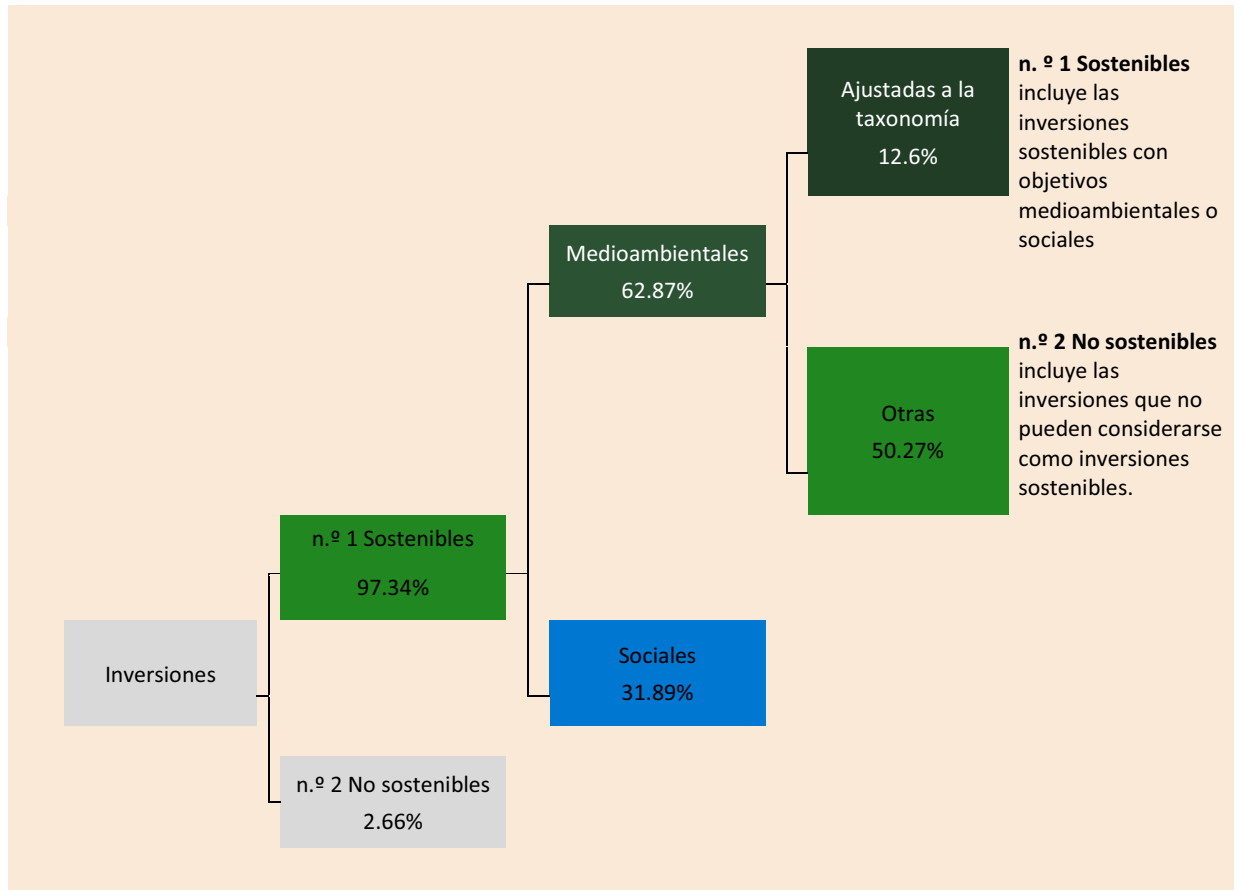 Ajustadas a la
taxonomía
12.6%
n. º 1 Sostenibles
incluye las
inversiones
sostenibles con
objetivos
medioambientales o
sociales
Medioambientales
62.87%
n.º 2 No sostenibles
incluye las
inversiones que no
pueden considerarse
como inversiones
sostenibles.
Otras
50.27%
n.º 1 Sostenibles
97.34%
Inversiones
Sociales
31.89%
n.º 2 No sostenibles
2.66%